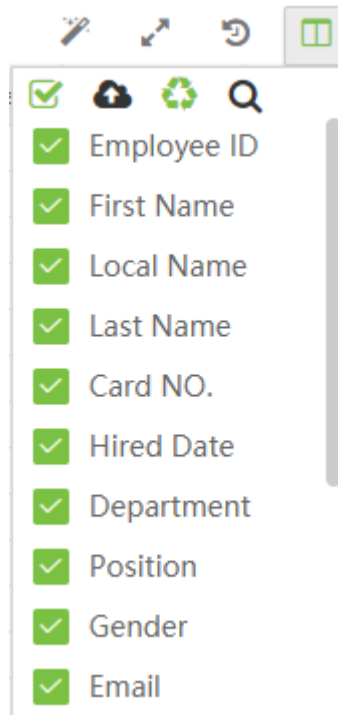 Employee ID
First Name
Local Name
Last Name
Card NO.
Hired Date
Department
Position
Gender
Email